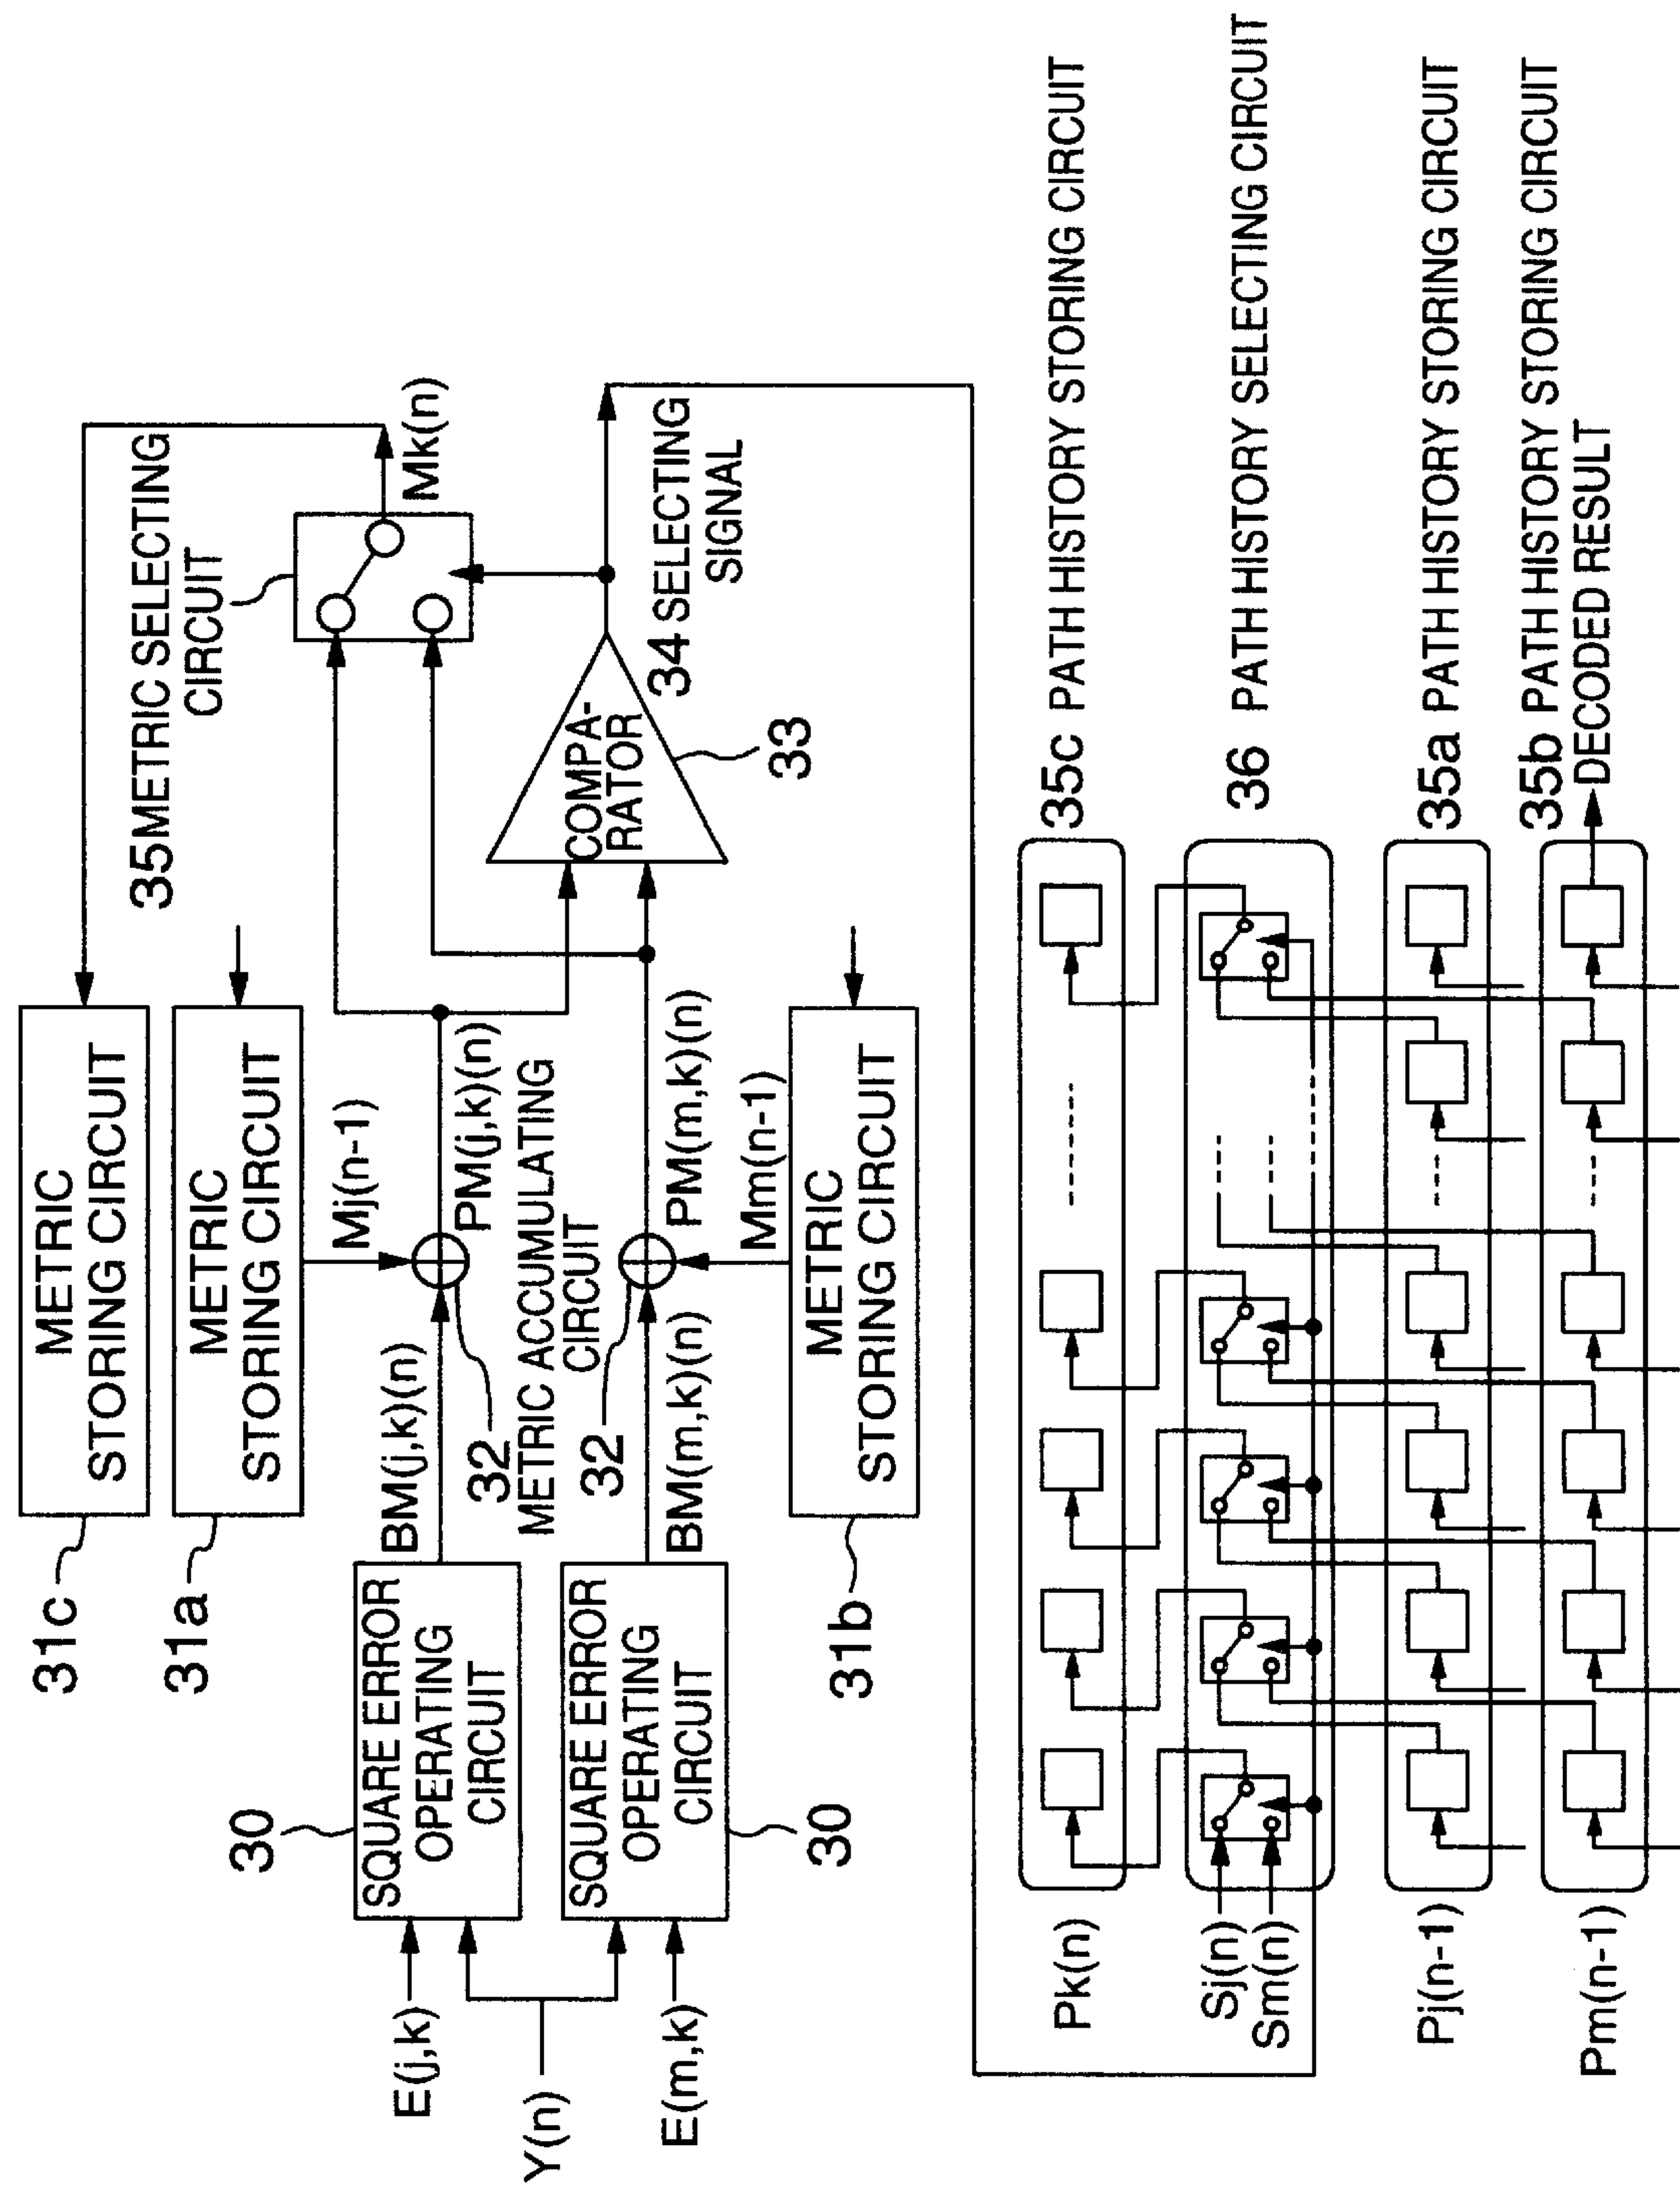 31c
METRIC
STORING CIRCUIT
31a
METRIC
STORING CIRCUIT
35 METRIC SELECTING
CIRCUIT
Mk(n)
Mj(n-1)
30
SQUARE ERROR
OPERATING
CIRCUIT
E(j,k)
BM(j,k)(n)
PM(j,k)(n)
32
METRIC ACCUMULATING
CIRCUIT
Y(n)
32
SQUARE ERROR
OPERATING
CIRCUIT
30
E(m,k)
BM(m,k)(n)
PM(m,k)(n)
COMPA-
RATOR
33
34 SELECTING
SIGNAL
Mm(n-1)
31b
METRIC
STORING CIRCUIT
Pk(n)
35c PATH HISTORY STORING CIRCUIT
Sj(n)
Sm(n)
36 PATH HISTORY SELECTING CIRCUIT
Pj(n-1)
35a PATH HISTORY STORING CIRCUIT
Pm(n-1)
35b PATH HISTORY STORING CIRCUIT
DECODED RESULT